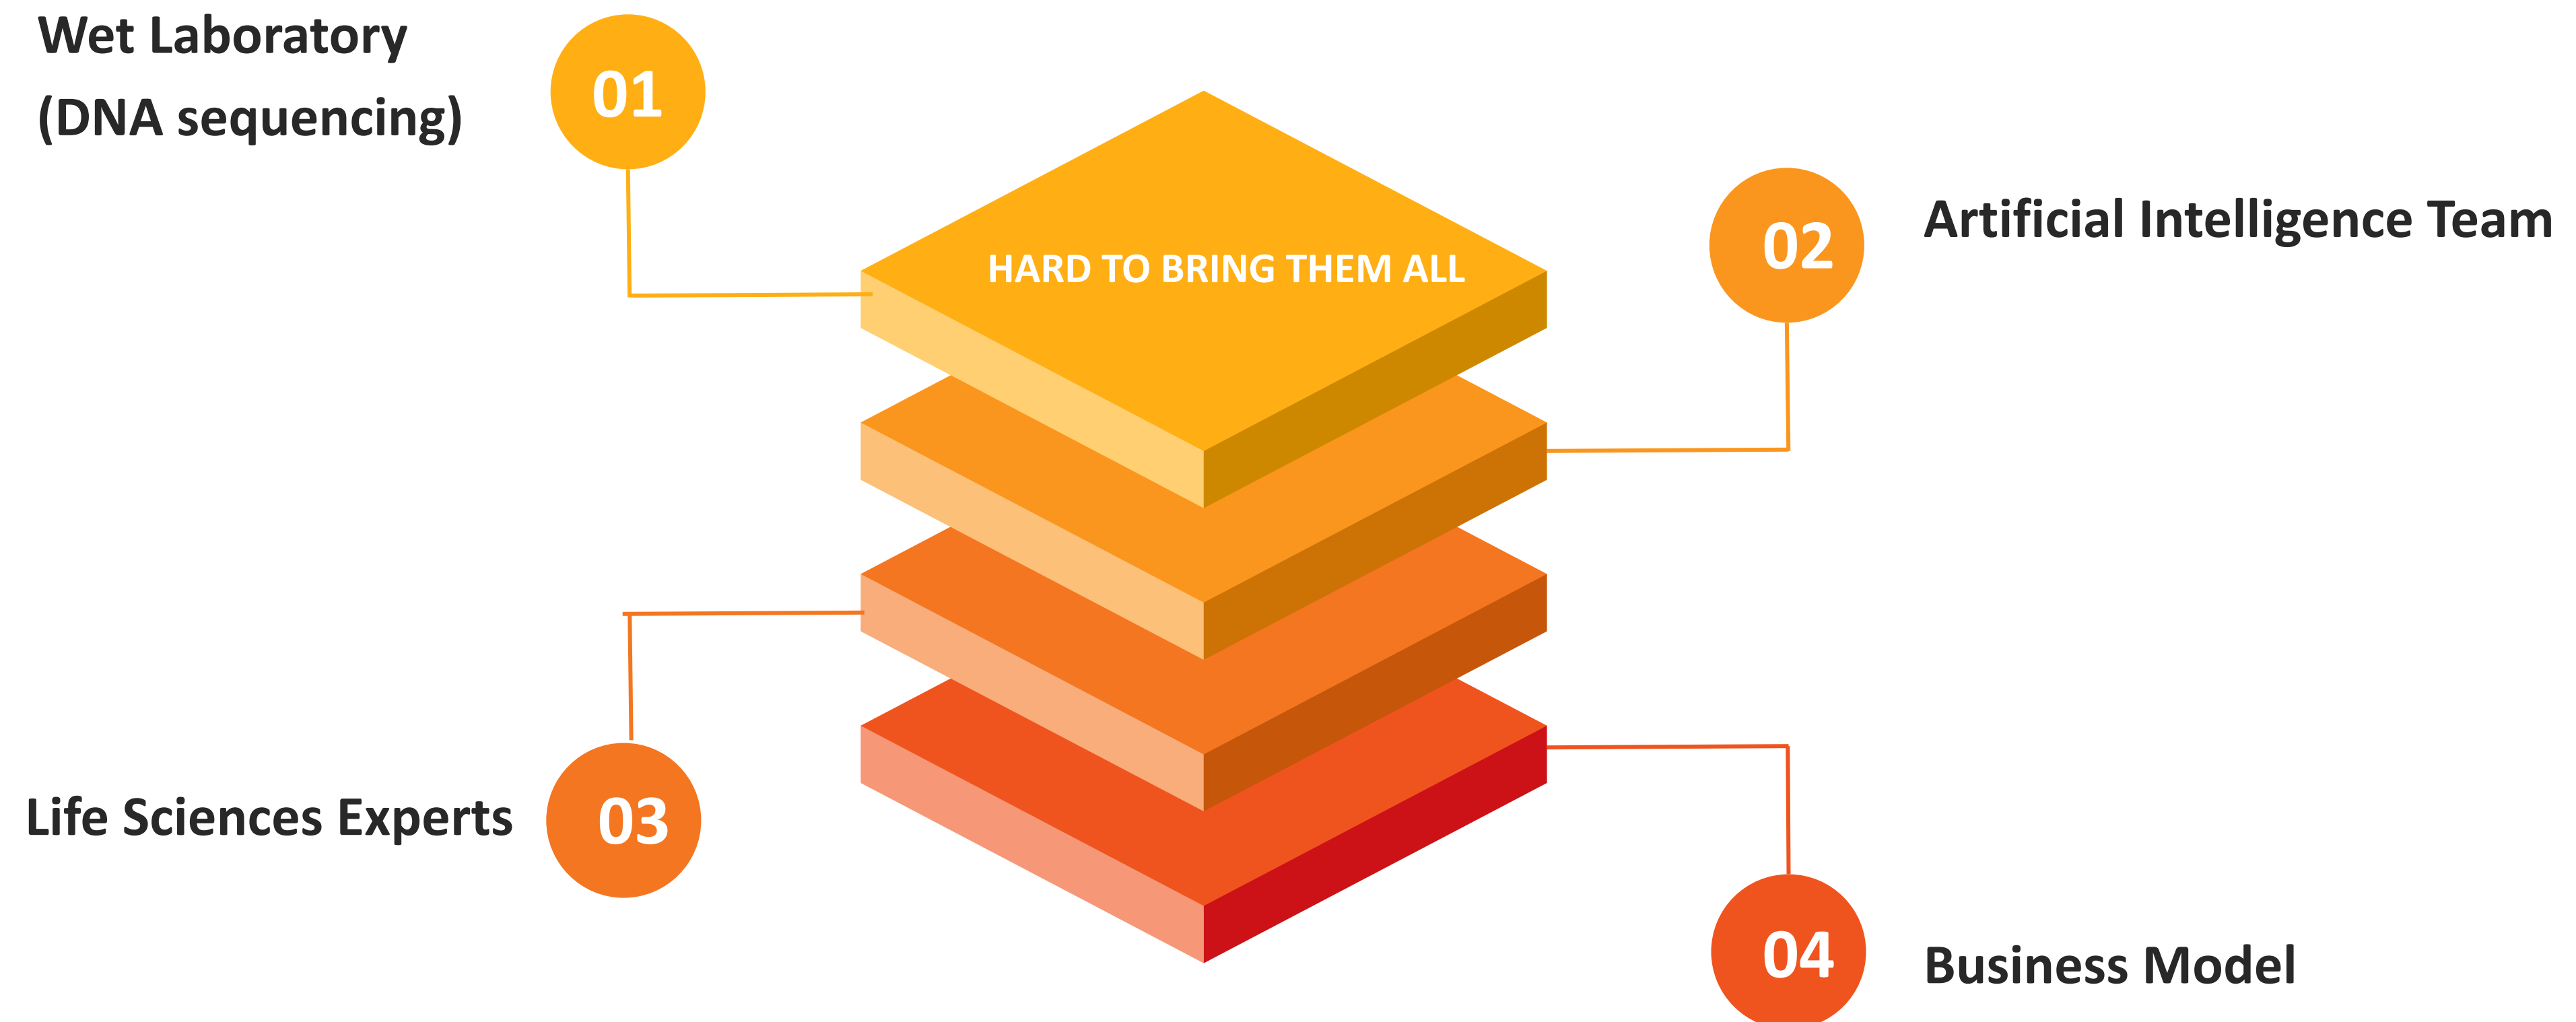 Wet Laboratory
(DNA sequencing)
01
HARD TO BRING THEM ALL
02
Artificial Intelligence Team
Life Sciences Experts
03
04
Business Model